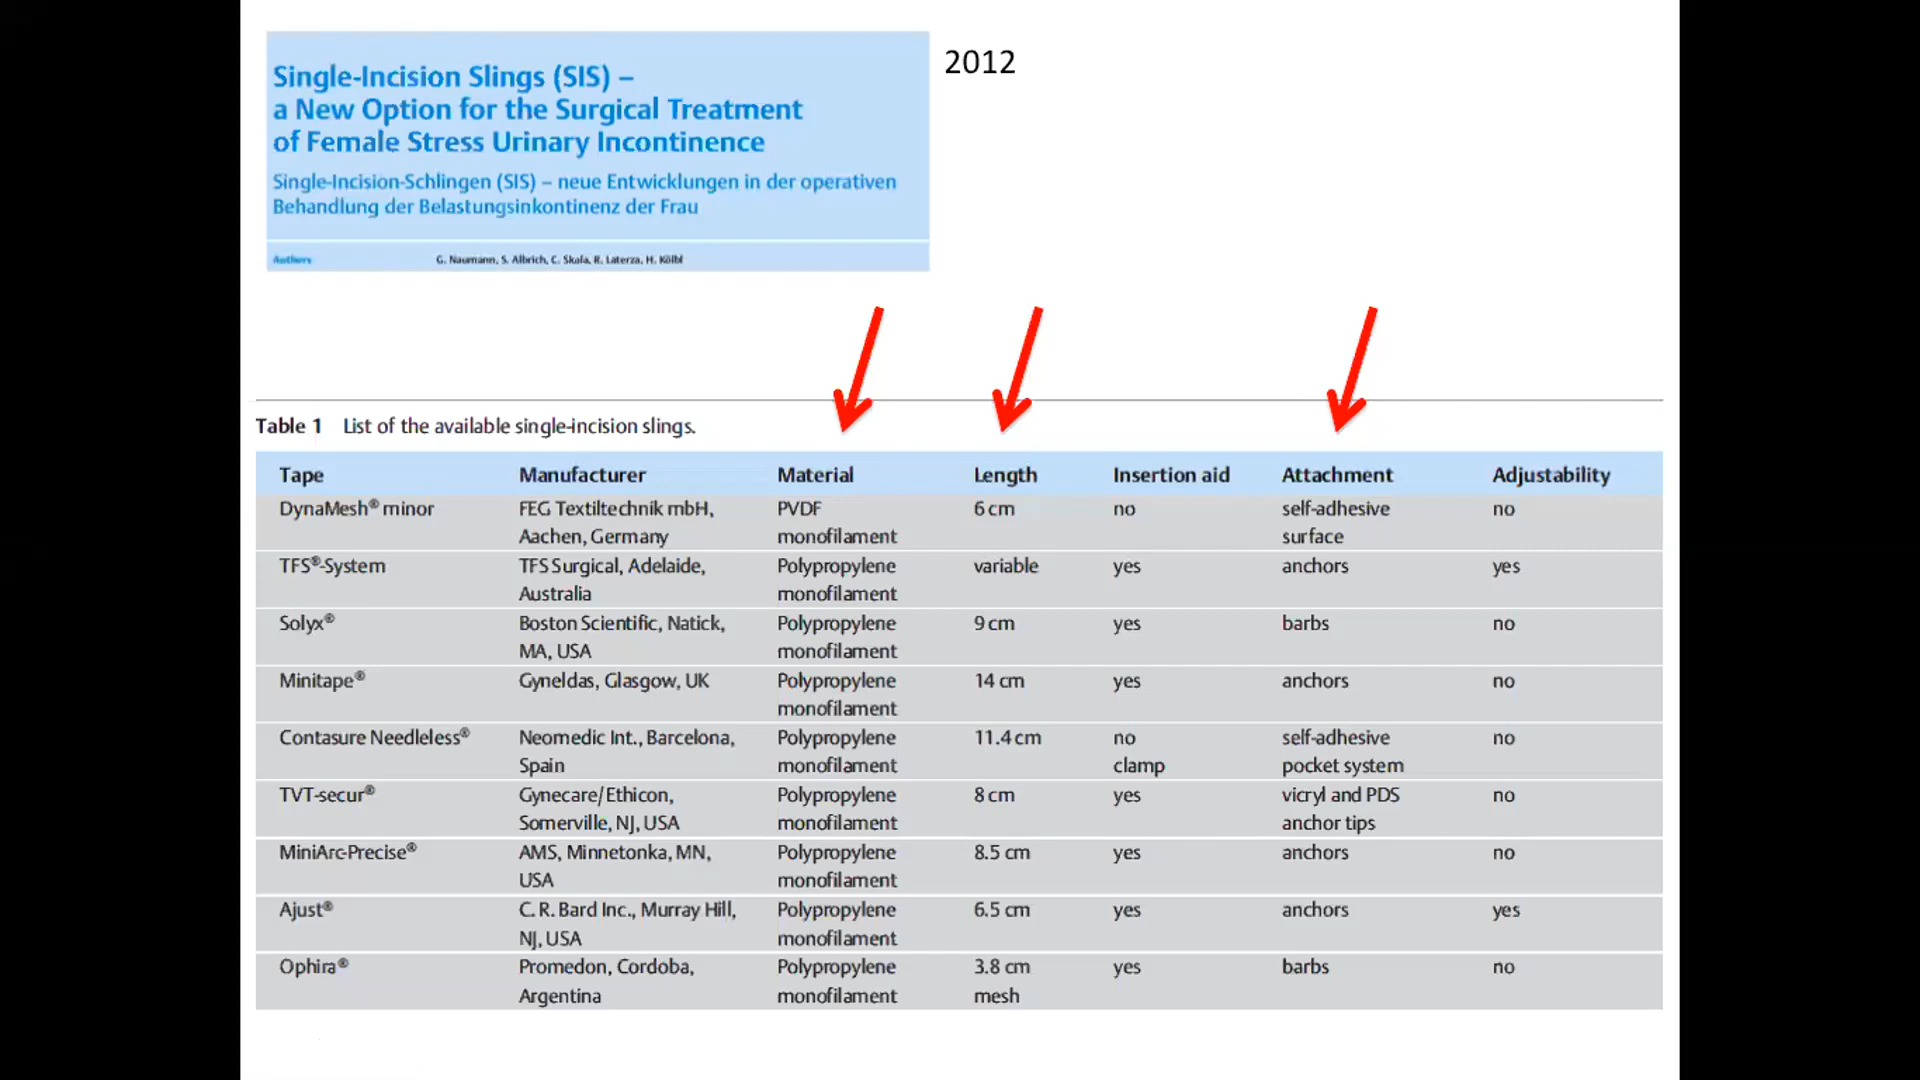 Single-Incision Slings (SIS) –
a New Option for the Surgical Treatment
of Female Stress Urinary Incontinence
Single-Incision-Schlingen (SIS) – neue Entwicklungen in der operativen
Behandlung der Belastungsinkontinenz der Frau
Authors G. Naumann, S. Albrich, C. Skala, R. Laterza, H. Kölbl
2012
Table 1 List of the available single-incision slings.
Tape Manufacturer Material Length Insertion aid Attachment Adjustability
DynaMesh® minor FEG Textiltechnik mbH, PVDF 6 cm no self-adhesive no
Aachen, Germany monofilament surface
TFS®-System TFS Surgical, Adelaide, Polypropylene variable yes anchors yes
Australia monofilament
Solyx® Boston Scientific, Natick, Polypropylene 9 cm yes barbs no
MA, USA monofilament
Minitape® Gyneldas, Glasgow, UK Polypropylene 14 cm yes anchors no
monofilament
Contasure Needleless® Neomedic Int., Barcelona, Polypropylene 11.4 cm no self-adhesive no
Spain monofilament clamp pocket system
TVT-secur® Gynecare/Ethicon, Polypropylene 8 cm yes vicryl and PDS no
Somerville, NJ, USA monofilament anchor tips
MiniArc-Precise® AMS, Minnetonka, MN, Polypropylene 8.5 cm yes anchors no
USA monofilament
Ajust® C. R. Bard Inc., Murray Hill, Polypropylene 6.5 cm yes anchors yes
NJ, USA monofilament
Ophira® Promedon, Cordoba, Polypropylene 3.8 cm yes barbs no
Argentina monofilament mesh